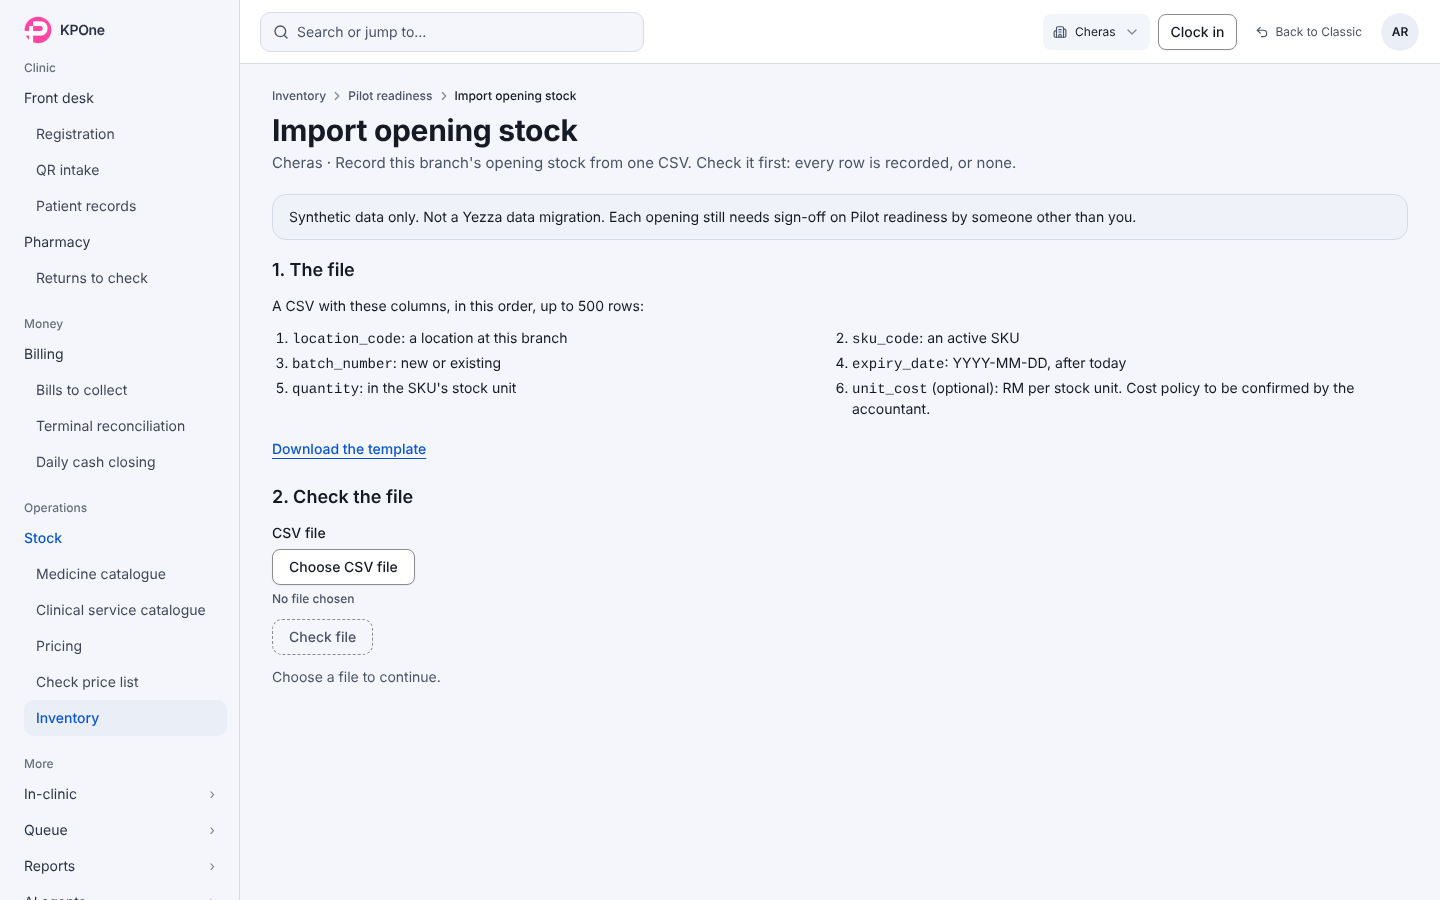 KPOne
Search or jump to...
Cheras
Clock in
Back to Classic
AR
Clinic
Front desk
Registration
QR intake
Patient records
Pharmacy
Returns to check
Money
Billing
Bills to collect
Terminal reconciliation
Daily cash closing
Operations
Stock
Medicine catalogue
Clinical service catalogue
Pricing
Check price list
Inventory
More
In-clinic
Queue
Reports
Inventory > Pilot readiness > Import opening stock
Import opening stock
Cheras · Record this branch's opening stock from one CSV. Check it first: every row is recorded, or none.
Synthetic data only. Not a Yezza data migration. Each opening still needs sign-off on Pilot readiness by someone other than you.
1. The file
A CSV with these columns, in this order, up to 500 rows:
1. location_code: a location at this branch
2. sku_code: an active SKU
3. batch_number: new or existing
4. expiry_date: YYYY-MM-DD, after today
5. quantity: in the SKU's stock unit
6. unit_cost (optional): RM per stock unit. Cost policy to be confirmed by the
accountant.
Download the template
2. Check the file
CSV file
Choose CSV file
No file chosen
Check file
Choose a file to continue.